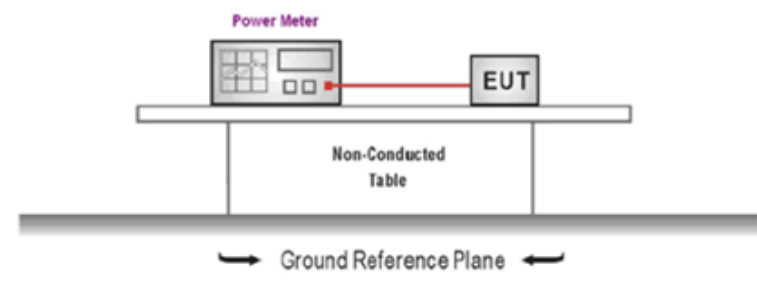 Power Meter
EUT
Non-Conducted
Table
Ground Reference Plane